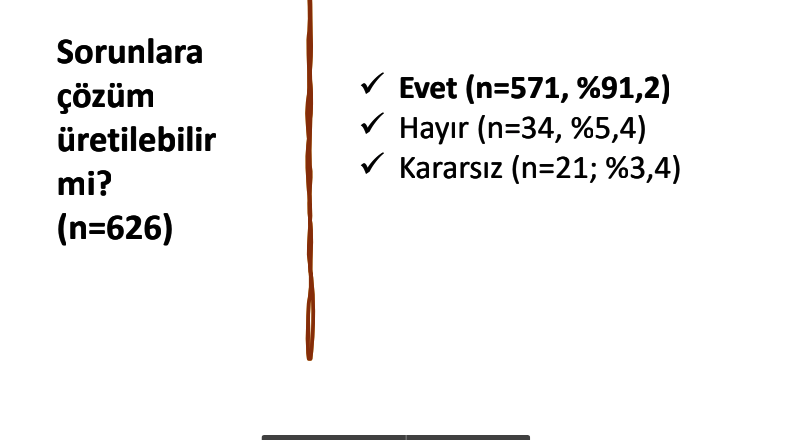 Sorunlara
çözüm
üretilebilir
mi?
(n=626)
✓ Evet (n=571, %91,2)
✓ Hayır (n=34, %5,4)
✓ Kararsız (n=21; %3,4)